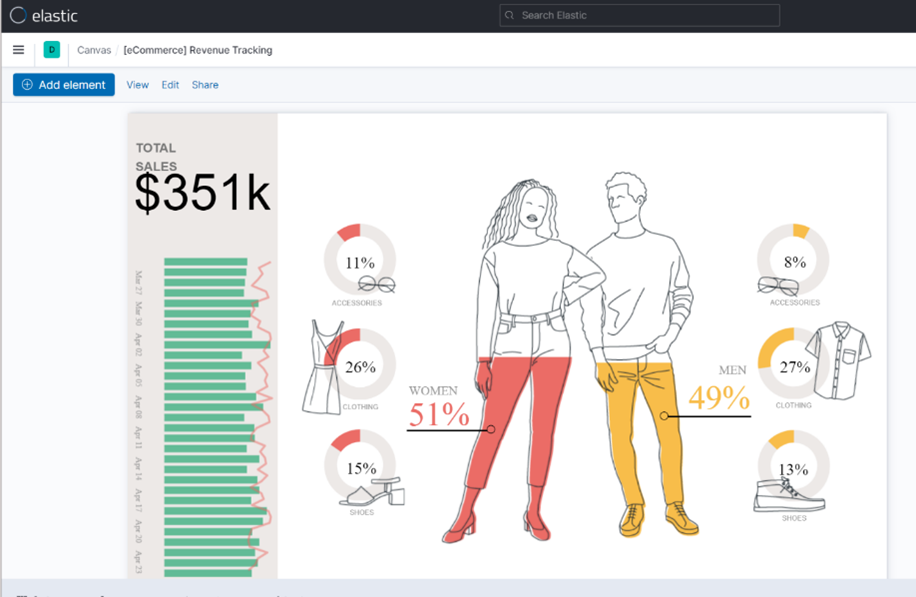 elastic
Search Elastic
D
Canvas / [eCommerce] Revenue Tracking
Add element View Edit Share
TOTAL
SALES
$351k
Mar 27
Mar 30
Apr 02
Apr 05
Apr 08
Apr 11
Apr 14
Apr 17
Apr 20
Apr 23
11%
ACCESSORIES
26%
CLOTHING
15%
SHOES
WOMEN
51%
MEN
49%
8%
ACCESSORIES
27%
CLOTHING
13%
SHOES